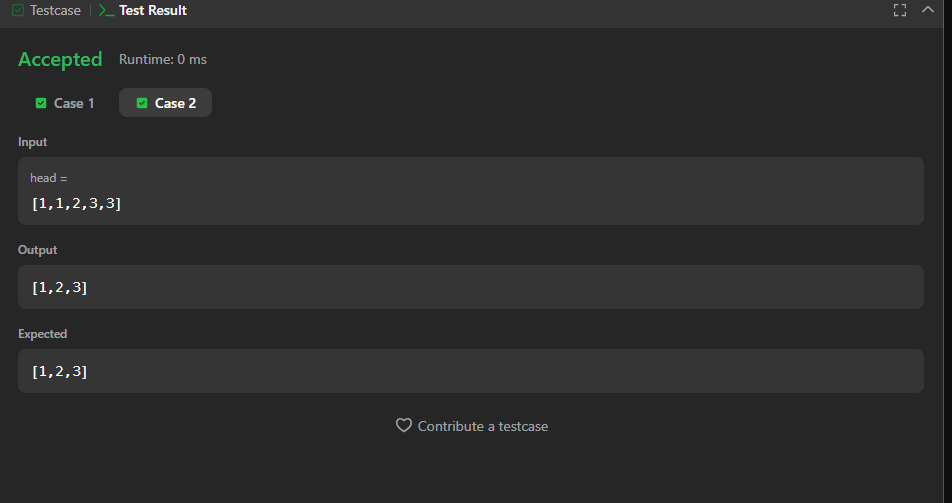 Testcase | >_ Test Result
Accepted Runtime: 0 ms
Case 1 Case 2
Input
head =
[1,1,2,3,3]
Output
[1,2,3]
Expected
[1,2,3]
Contribute a testcase